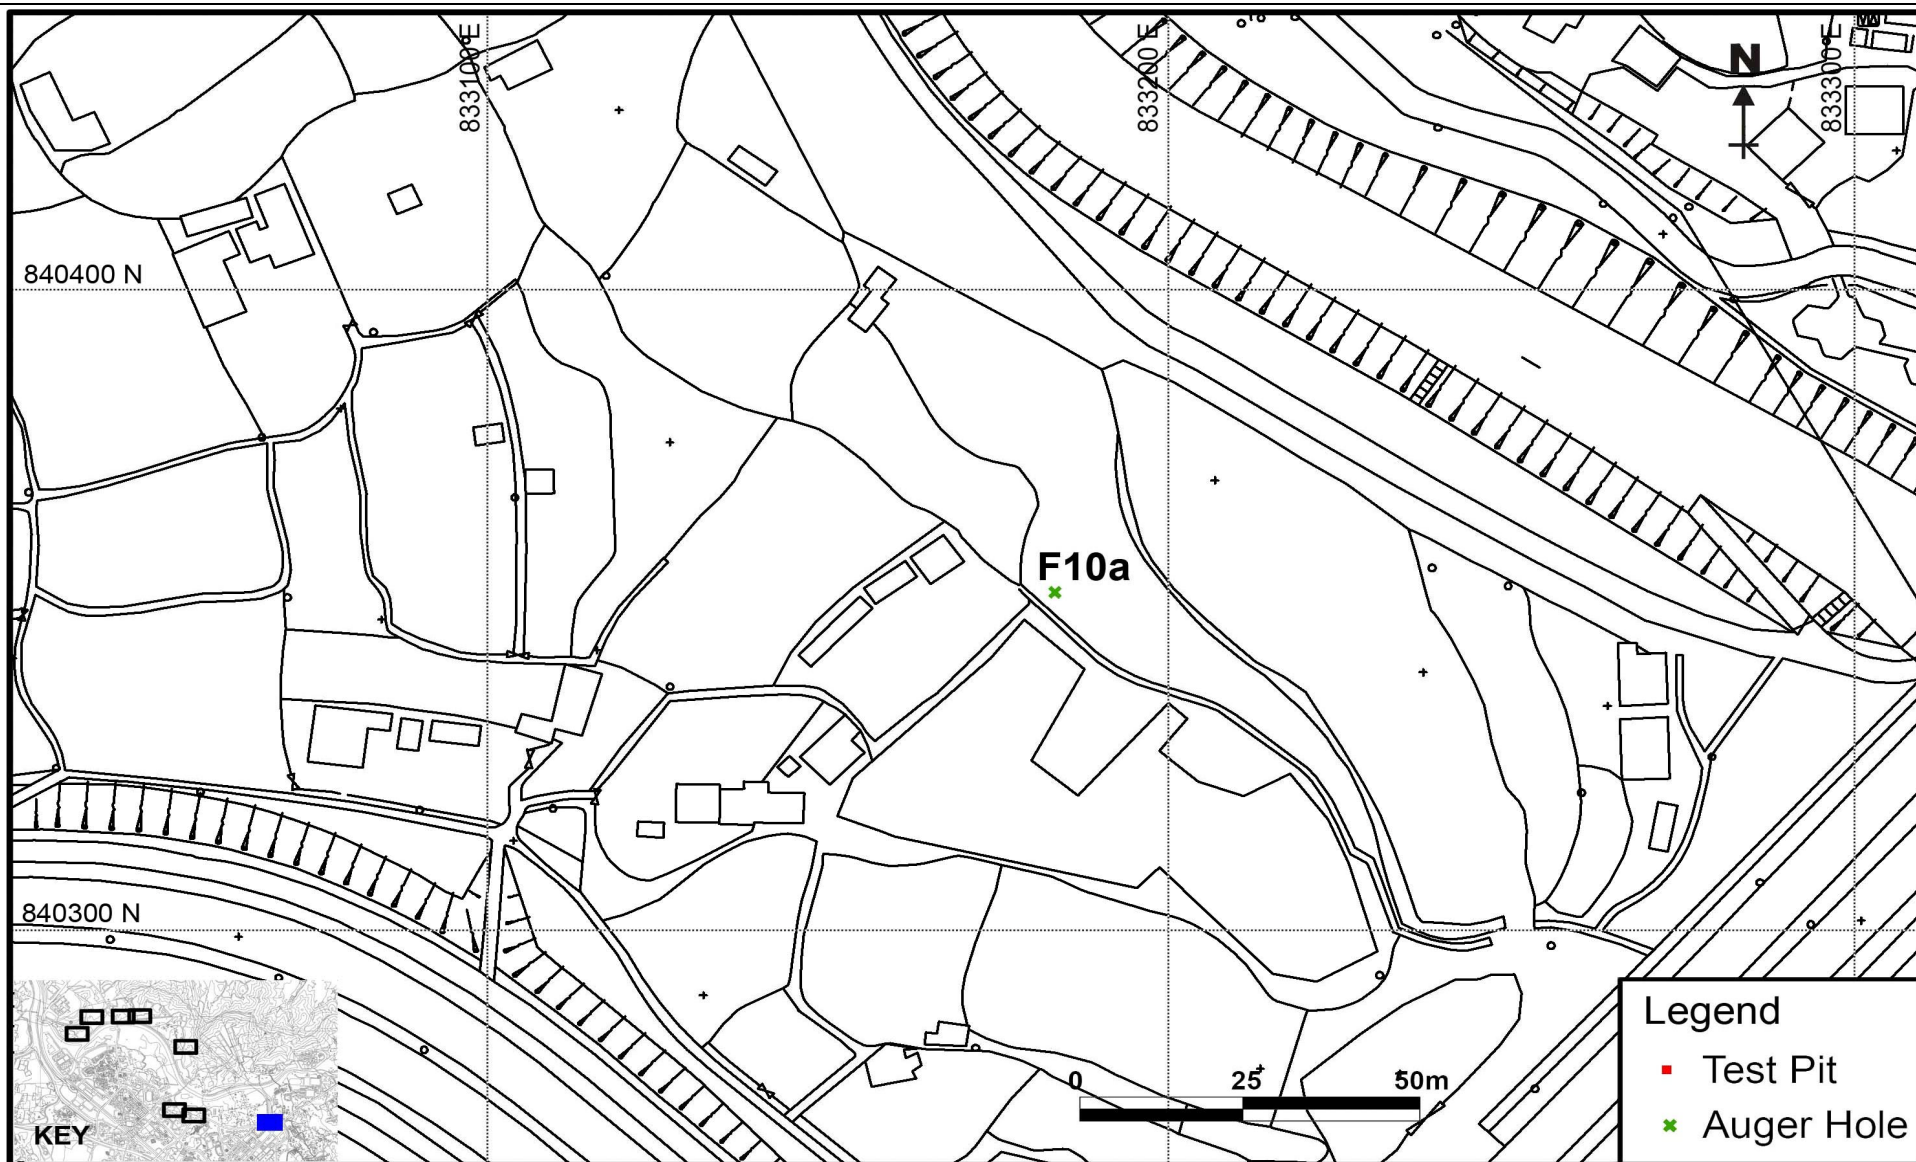 833100 E
833200 E
833300 E
N
840400 N
F10a
840300 N
KEY
0 25 50m
Legend
Test Pit
Auger Hole